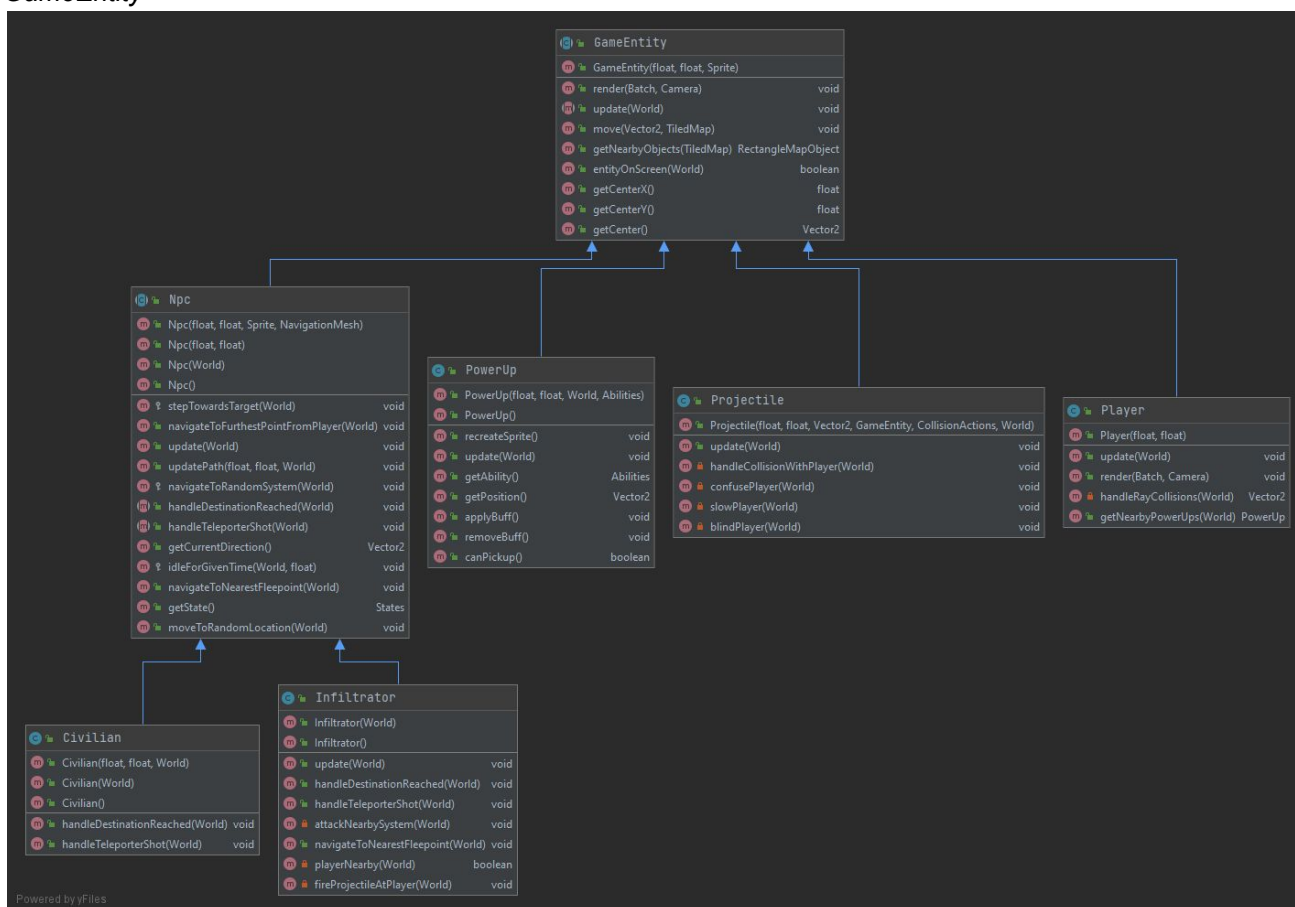 GameEntity
GameEntity
GameEntity(float, float, Sprite)
render(Batch, Camera) void
update(World) void
move(Vector2, TiledMap) void
getNearbyObjects(TiledMap) RectangleMapObject
entityOnScreen(World) boolean
getCenterX() float
getCenterY() float
getCenter() Vector2
Npc
Npc(float, float, Sprite, NavigationMesh)
Npc(float, float)
Npc(World)
Npc()
stepTowardsTarget(World) void
navigateToFurthestPointFromPlayer(World) void
update(World) void
updatePath(float, float, World) void
navigateToRandomSystem(World) void
handleDestinationReached(World) void
handleTeleporterShot(World) void
getCurrentDirection() Vector2
idleForGivenTime(World, float) void
navigateToNearestFleepoint(World) void
getState() States
moveToRandomLocation(World) void
PowerUp
PowerUp(float, float, World, Abilities)
PowerUp()
recreateSprite() void
update(World) void
getAbility() Abilities
getPosition() Vector2
applyBuff() void
removeBuff() void
canPickup() boolean
Projectile
Projectile(float, float, Vector2, GameEntity, CollisionActions, World)
update(World) void
handleCollisionWithPlayer(World) void
confusePlayer(World) void
slowPlayer(World) void
blindPlayer(World) void
Player
Player(float, float)
update(World) void
render(Batch, Camera) void
handleRayCollisions(World) Vector2
getNearbyPowerUps(World) PowerUp
Civilian
Civilian(float, float, World)
Civilian(World)
Civilian()
handleDestinationReached(World) void
handleTeleporterShot(World) void
Infiltrator
Infiltrator(World)
Infiltrator()
update(World) void
handleDestinationReached(World) void
handleTeleporterShot(World) void
attackNearbySystem(World) void
navigateToNearestFleepoint(World) void
playerNearby(World) boolean
fireProjectileAtPlayer(World) void
Powered by yFiles